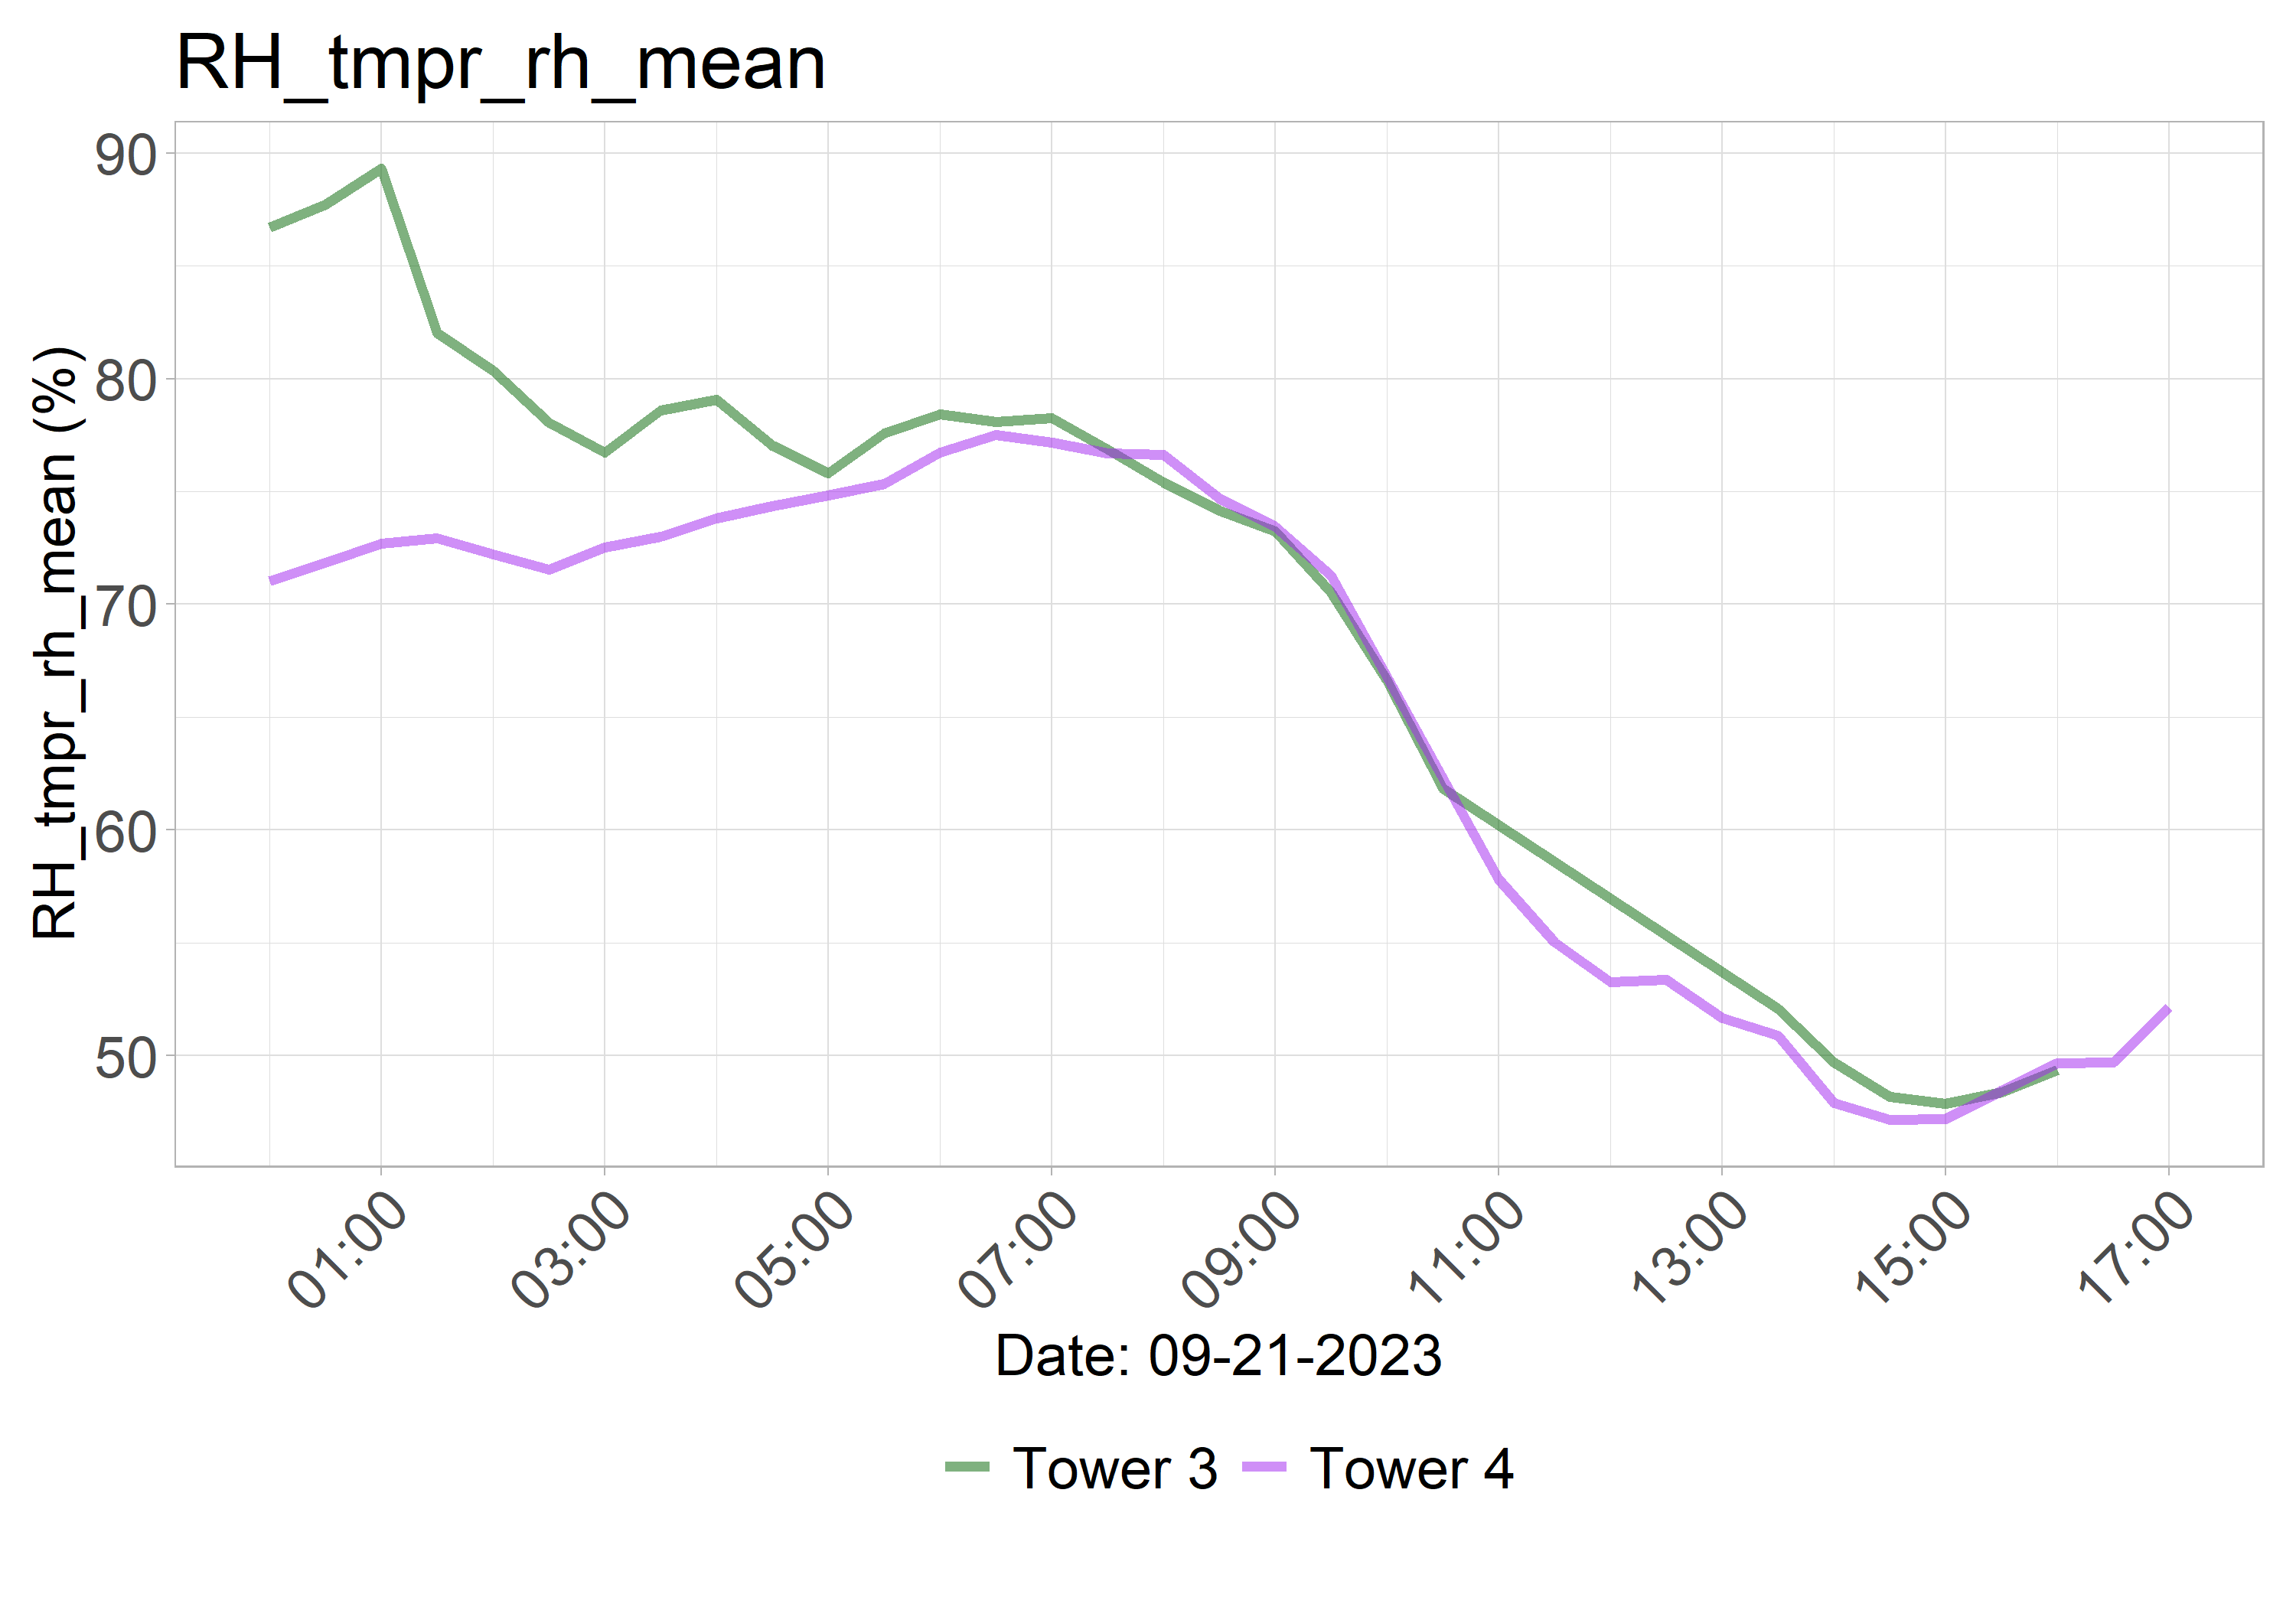 RH_tmpr_rh_mean
RH_tmpr_rh_mean (%)
90
80
70
60
50
01:00 03:00 05:00 07:00 09:00 11:00 13:00 15:00 17:00
Date: 09-21-2023
Tower 3 Tower 4